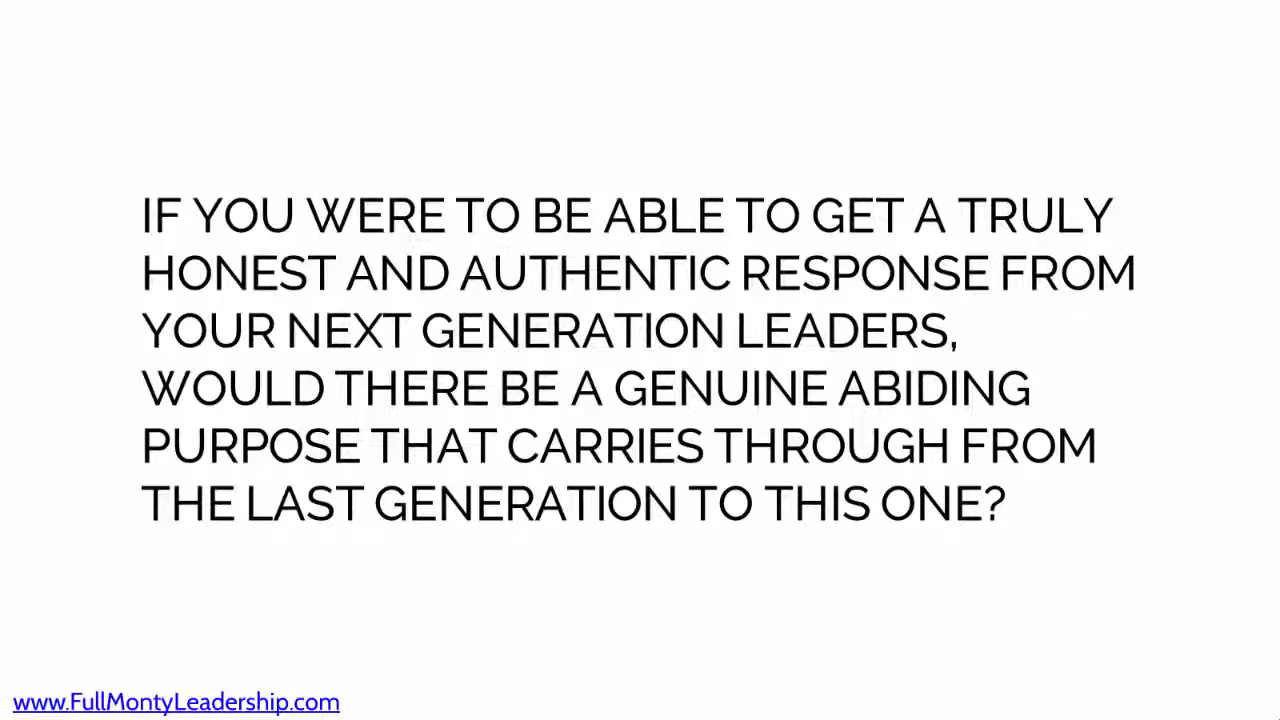 IF YOU WERE TO BE ABLE TO GET A TRULY
HONEST AND AUTHENTIC RESPONSE FROM
YOUR NEXT GENERATION LEADERS,
WOULD THERE BE A GENUINE ABIDING
PURPOSE THAT CARRIES THROUGH FROM
THE LAST GENERATION TO THIS ONE?
www.FullMontyLeadership.com